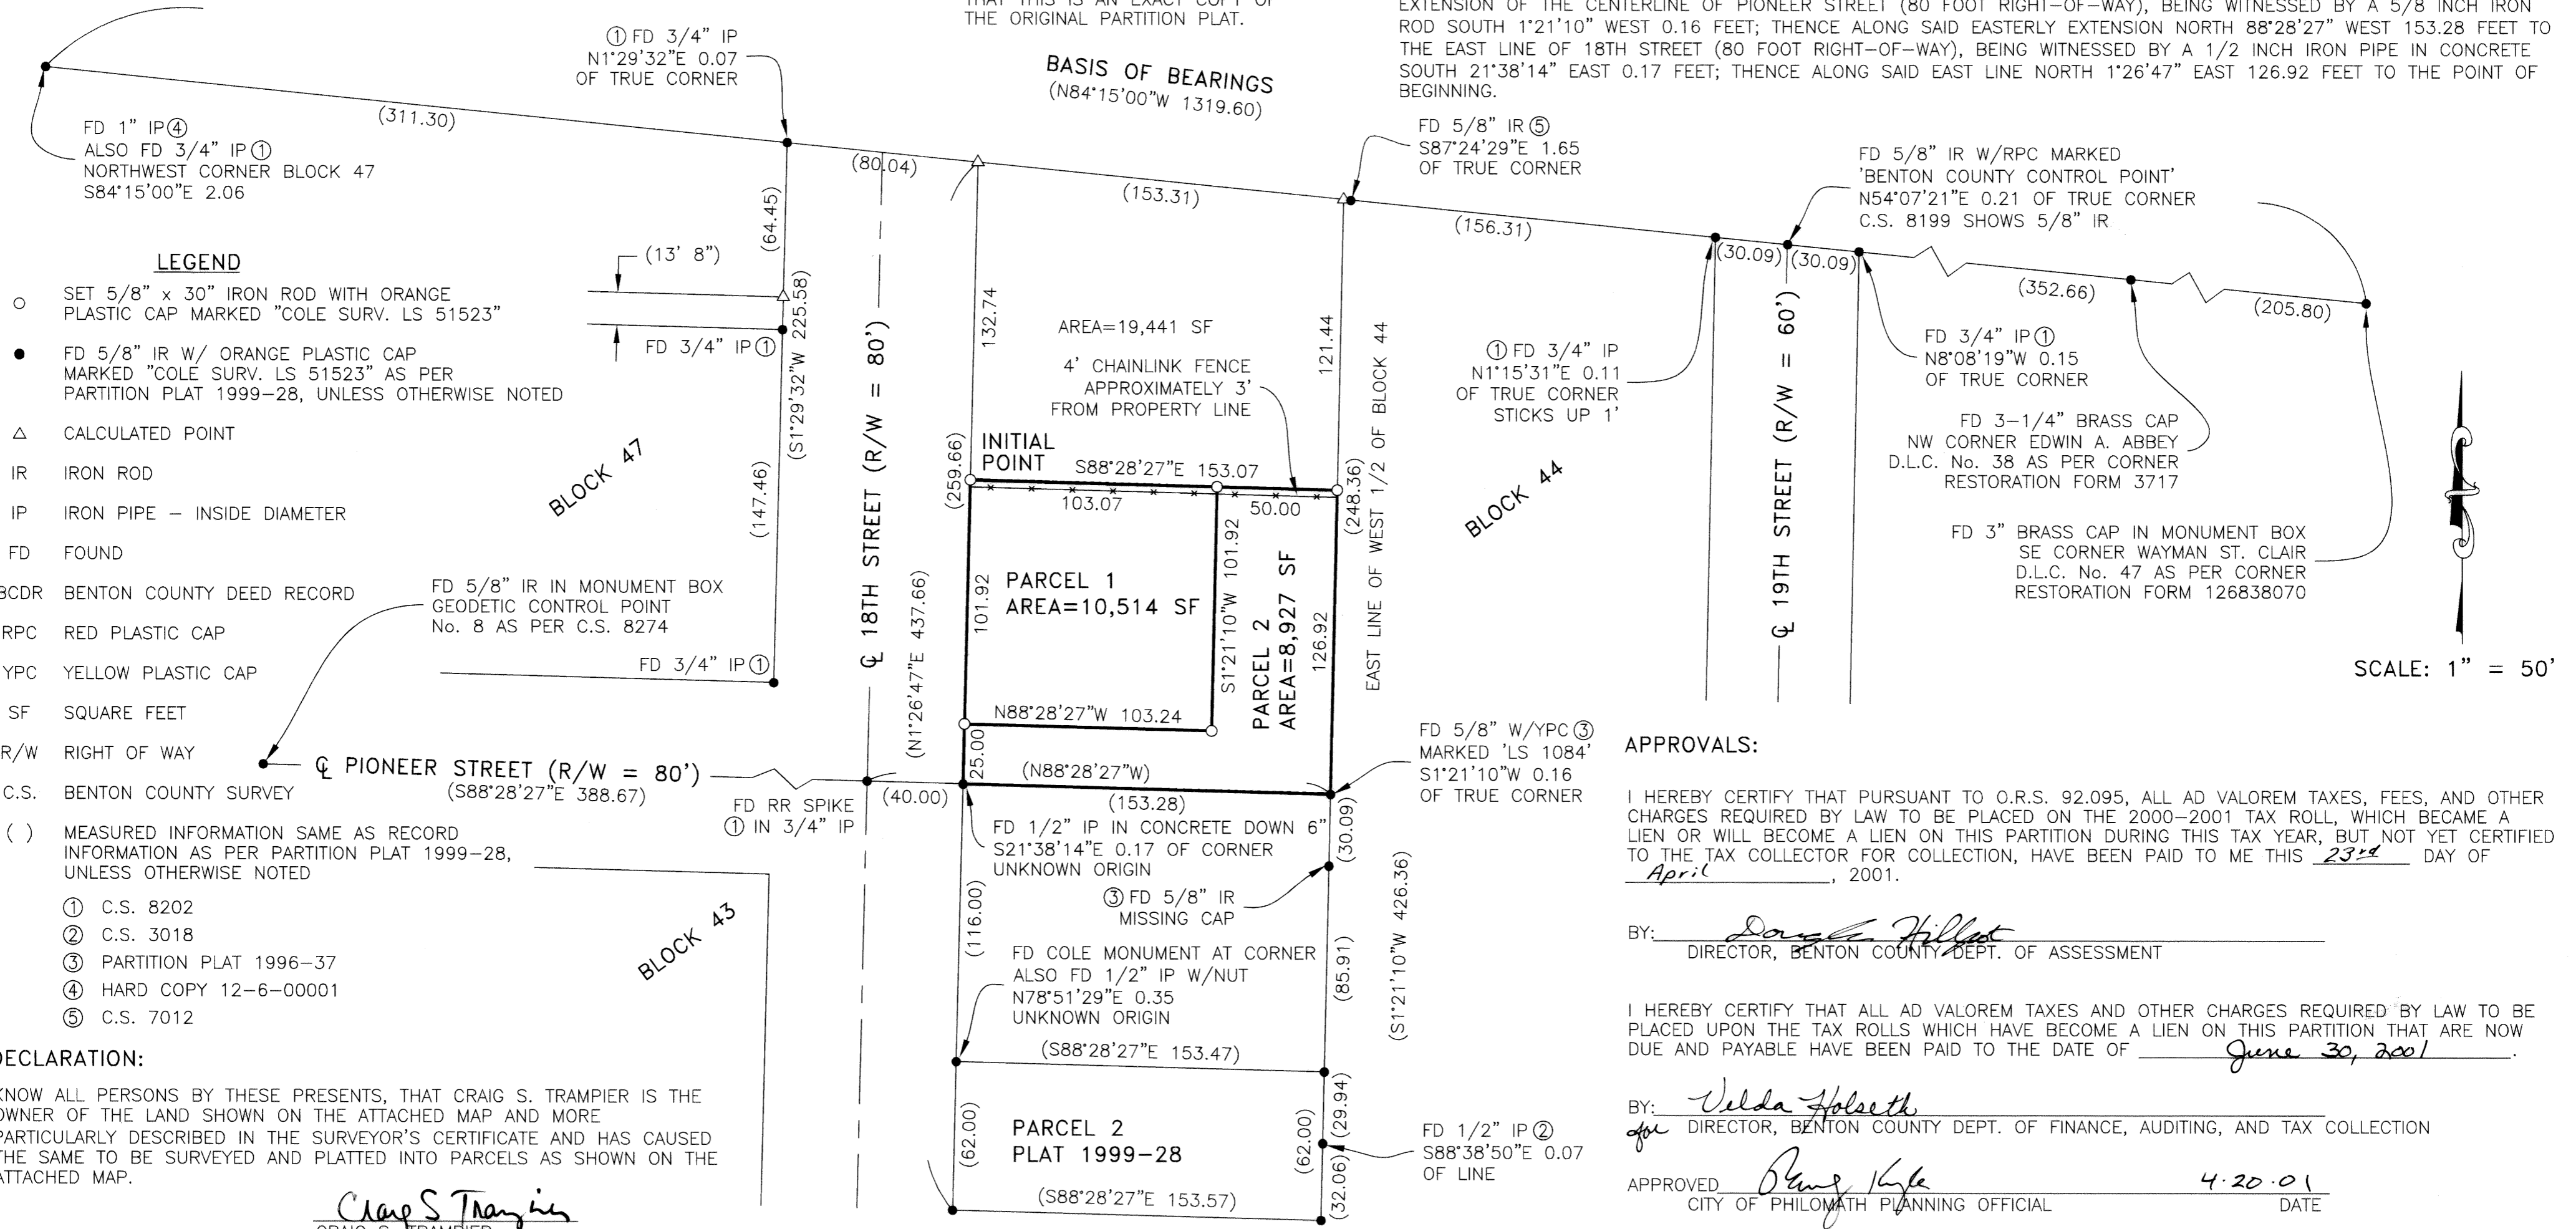 THAT THIS IS AN EXACT COPY OF
THE ORIGINAL PARTITION PLAT.
EXTENSION OF THE CENTERLINE OF PIONEER STREET (80 FOOT RIGHT-OF-WAY), BEING WITNESSED BY A 5/8 INCH IRON
ROD SOUTH 1°21'10" WEST 0.16 FEET; THENCE ALONG SAID EASTERLY EXTENSION NORTH 88°28'27" WEST 153.28 FEET TO
THE EAST LINE OF 18TH STREET (80 FOOT RIGHT-OF-WAY), BEING WITNESSED BY A 1/2 INCH IRON PIPE IN CONCRETE
SOUTH 21°38'14" EAST 0.17 FEET; THENCE ALONG SAID EAST LINE NORTH 1°26'47" EAST 126.92 FEET TO THE POINT OF
BEGINNING.
① FD 3/4" IP
N1°29'32"E 0.07
OF TRUE CORNER
BASIS OF BEARINGS
(N84°15'00"W 1319.60)
(311.30)
(80.04)
(153.31)
(156.31)
(30.09)
(30.09)
(352.66)
(205.80)
FD 1" IP④
ALSO FD 3/4" IP①
NORTHWEST CORNER BLOCK 47
S84°15'00"E 2.06
FD 5/8" IR⑤
S87°24'29"E 1.65
OF TRUE CORNER
FD 5/8" IR W/RPC MARKED
'BENTON COUNTY CONTROL POINT'
N54°07'21"E 0.21 OF TRUE CORNER
C.S. 8199 SHOWS 5/8" IR
LEGEND
SET 5/8" x 30" IRON ROD WITH ORANGE
PLASTIC CAP MARKED "COLE SURV. LS 51523"
FD 5/8" IR W/ ORANGE PLASTIC CAP
MARKED "COLE SURV. LS 51523" AS PER
PARTITION PLAT 1999-28, UNLESS OTHERWISE NOTED
CALCULATED POINT
IR IRON ROD
IP IRON PIPE - INSIDE DIAMETER
FD FOUND
BCDR BENTON COUNTY DEED RECORD
RPC RED PLASTIC CAP
YPC YELLOW PLASTIC CAP
SF SQUARE FEET
R/W RIGHT OF WAY
C.S. BENTON COUNTY SURVEY
( ) MEASURED INFORMATION SAME AS RECORD
INFORMATION AS PER PARTITION PLAT 1999-28,
UNLESS OTHERWISE NOTED
① C.S. 8202
② C.S. 3018
③ PARTITION PLAT 1996-37
④ HARD COPY 12-6-00001
⑤ C.S. 7012
(64.45)
(13' 8")
FD 3/4" IP①
(S1°29'32"W 225.58)
(147.46)
FD 3/4" IP①
BLOCK 47
℄ 18TH STREET (R/W = 80')
(N1°26'47"E 437.66)
(259.66)
132.74
AREA=19,441 SF
4' CHAINLINK FENCE
APPROXIMATELY 3'
FROM PROPERTY LINE
121.44
(248.36)
EAST LINE OF WEST 1/2 OF BLOCK 44
INITIAL
POINT
S88°28'27"E 153.07
103.07
50.00
101.92
PARCEL 1
AREA=10,514 SF
S1°21'10"W 101.92
PARCEL 2
AREA=8,927 SF
126.92
N88°28'27"W 103.24
25.00
(N88°28'27"W)
(153.28)
(40.00)
FD 5/8" IR IN MONUMENT BOX
GEODETIC CONTROL POINT
No. 8 AS PER C.S. 8274
℄ PIONEER STREET (R/W = 80')
(S88°28'27"E 388.67)
FD RR SPIKE
① IN 3/4" IP
FD 1/2" IP IN CONCRETE DOWN 6"
S21°38'14"E 0.17 OF CORNER
UNKNOWN ORIGIN
③ FD 5/8" IR
MISSING CAP
FD COLE MONUMENT AT CORNER
ALSO FD 1/2" IP W/NUT
N78°51'29"E 0.35
UNKNOWN ORIGIN
BLOCK 43
(116.00)
(30.09)
(85.91)
(S1°21'10"W 426.36)
(S88°28'27"E 153.47)
(62.00)
PARCEL 2
PLAT 1999-28
(62.00)
(29.94)
(32.06)
(S88°28'27"E 153.57)
FD 1/2" IP②
S88°38'50"E 0.07
OF LINE
FD 5/8" W/YPC③
MARKED 'LS 1084'
S1°21'10"W 0.16
OF TRUE CORNER
① FD 3/4" IP
N1°15'31"E 0.11
OF TRUE CORNER
STICKS UP 1'
BLOCK 44
℄ 19TH STREET (R/W = 60')
FD 3/4" IP①
N8°08'19"W 0.15
OF TRUE CORNER
FD 3-1/4" BRASS CAP
NW CORNER EDWIN A. ABBEY
D.L.C. No. 38 AS PER CORNER
RESTORATION FORM 3717
FD 3" BRASS CAP IN MONUMENT BOX
SE CORNER WAYMAN ST. CLAIR
D.L.C. No. 47 AS PER CORNER
RESTORATION FORM 126838070
SCALE: 1" = 50'
DECLARATION:
KNOW ALL PERSONS BY THESE PRESENTS, THAT CRAIG S. TRAMPIER IS THE
OWNER OF THE LAND SHOWN ON THE ATTACHED MAP AND MORE
PARTICULARLY DESCRIBED IN THE SURVEYOR'S CERTIFICATE AND HAS CAUSED
THE SAME TO BE SURVEYED AND PLATTED INTO PARCELS AS SHOWN ON THE
ATTACHED MAP.
Craig S Trampier
CRAIG S. TRAMPIER
APPROVALS:
I HEREBY CERTIFY THAT PURSUANT TO O.R.S. 92.095, ALL AD VALOREM TAXES, FEES, AND OTHER
CHARGES REQUIRED BY LAW TO BE PLACED ON THE 2000-2001 TAX ROLL, WHICH BECAME A
LIEN OR WILL BECOME A LIEN ON THIS PARTITION DURING THIS TAX YEAR, BUT NOT YET CERTIFIED
TO THE TAX COLLECTOR FOR COLLECTION, HAVE BEEN PAID TO ME THIS 23rd DAY OF
April, 2001.
BY:
DIRECTOR, BENTON COUNTY DEPT. OF ASSESSMENT
I HEREBY CERTIFY THAT ALL AD VALOREM TAXES AND OTHER CHARGES REQUIRED BY LAW TO BE
PLACED UPON THE TAX ROLLS WHICH HAVE BECOME A LIEN ON THIS PARTITION THAT ARE NOW
DUE AND PAYABLE HAVE BEEN PAID TO THE DATE OF June 30, 2001.
BY: Velda Holseth
for DIRECTOR, BENTON COUNTY DEPT. OF FINANCE, AUDITING, AND TAX COLLECTION
APPROVED 4-20-01
CITY OF PHILOMATH PLANNING OFFICIAL DATE